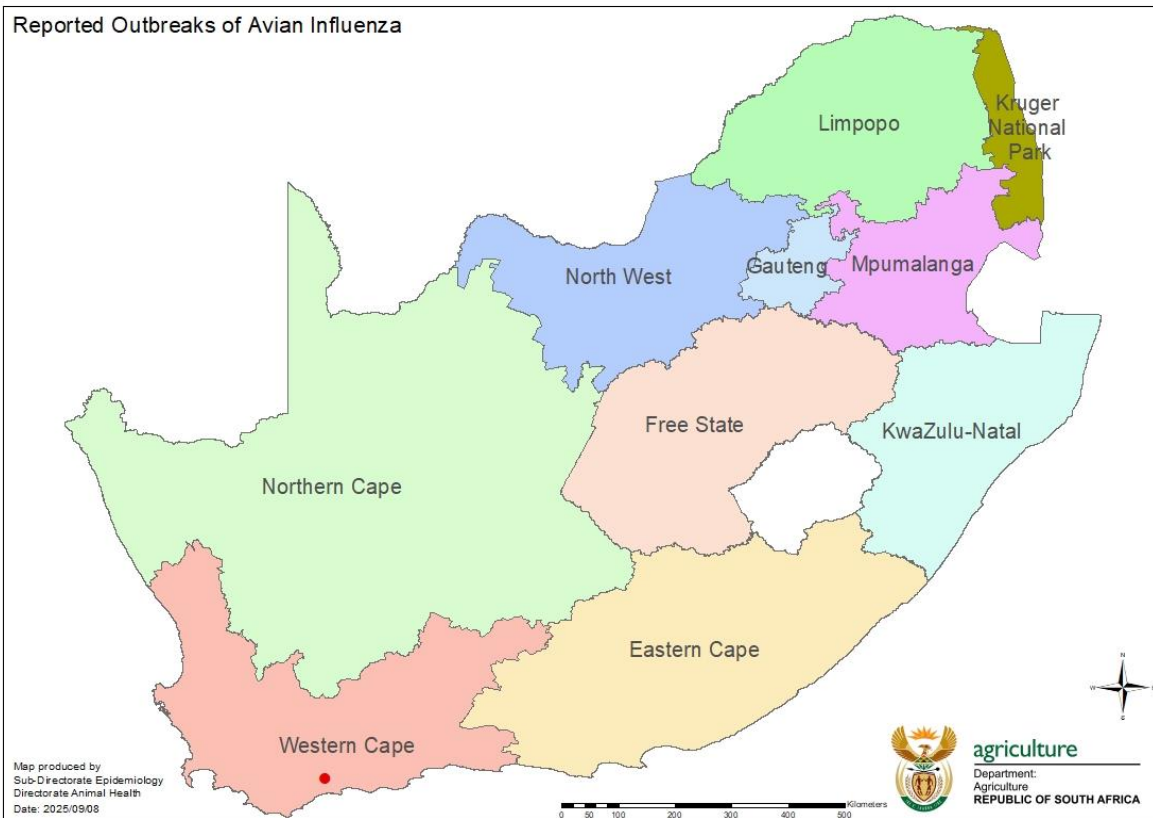 Reported Outbreaks of Avian Influenza
Limpopo
Kruger
National
Park
North West
Gauteng
Mpumalanga
Free State
KwaZulu-Natal
Northern Cape
Eastern Cape
Western Cape
N
W
S
Map produced by
Sub-Directorate Epidemiology
Directorate Animal Health
Date: 2025/09/08
Kilometers
0 50 100 200 300 400 500
agriculture
Department:
Agriculture
REPUBLIC OF SOUTH AFRICA